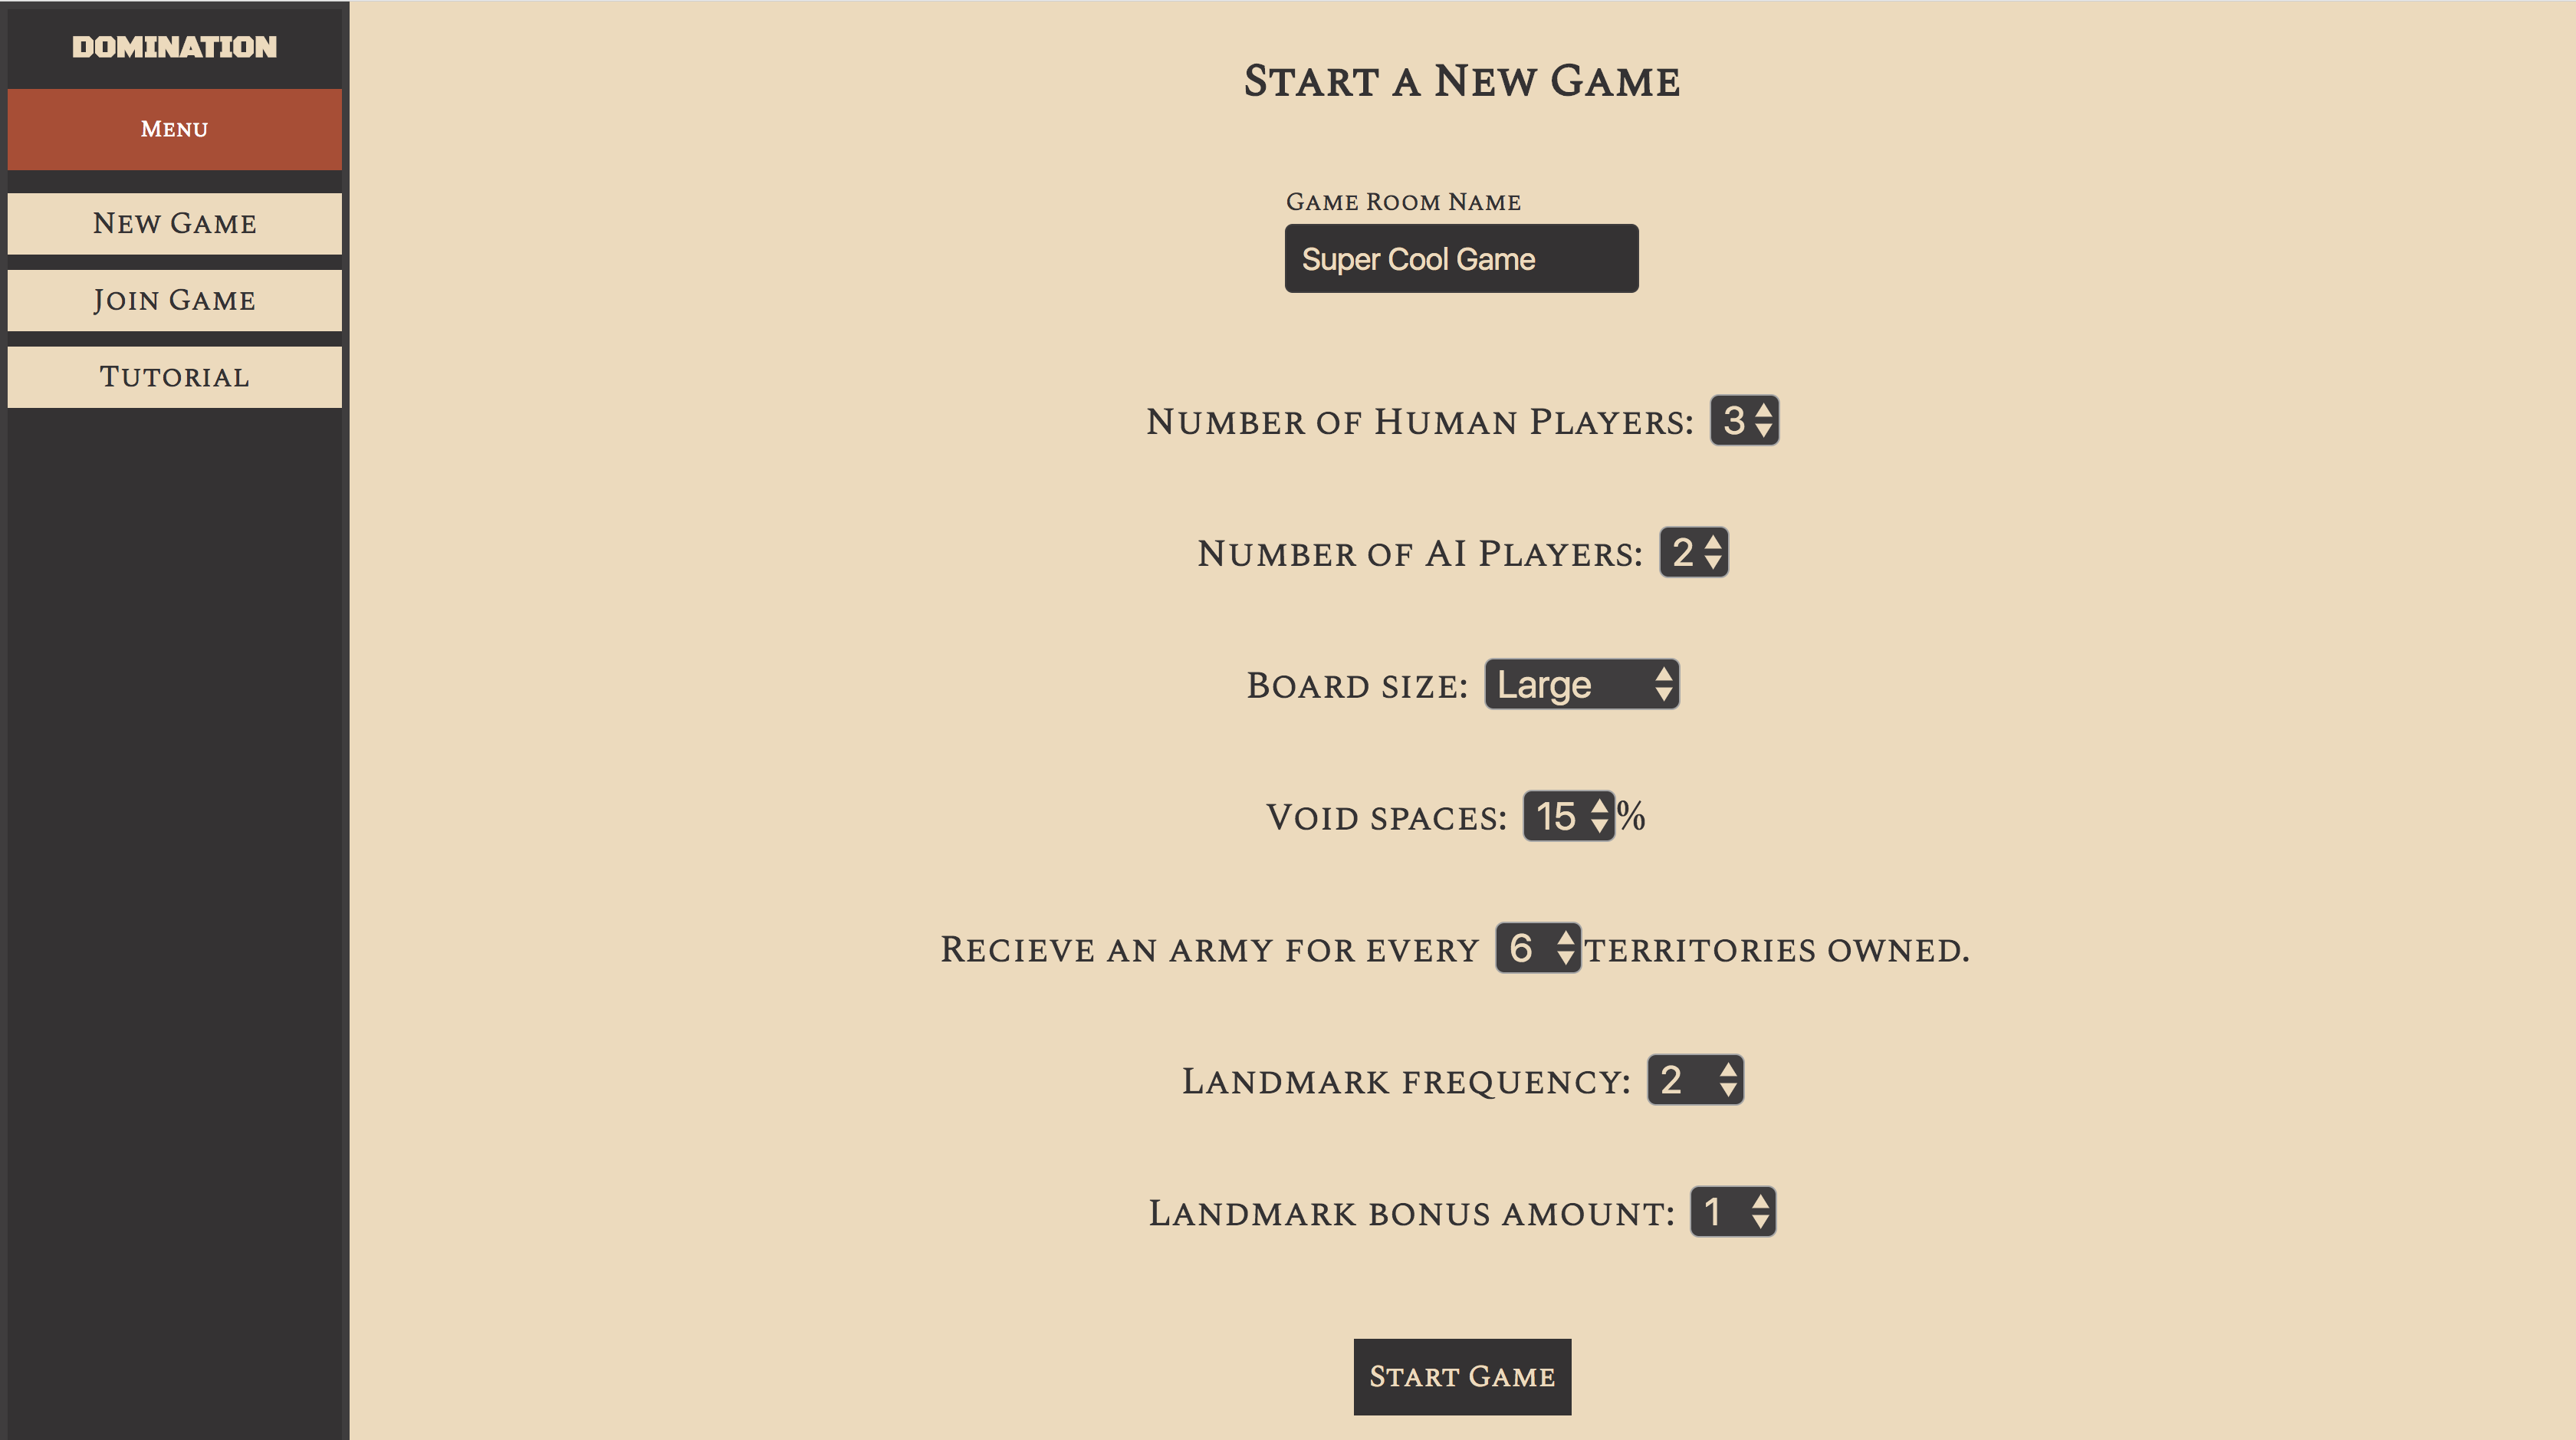 DOMINATION
Menu
New Game
Join Game
Tutorial
Start a New Game
Game Room Name
Super Cool Game
Number of Human Players: 3
Number of AI Players: 2
Board size: Large
Void spaces: 15 %
Recieve an army for every 6 territories owned.
Landmark frequency: 2
Landmark bonus amount: 1
Start Game